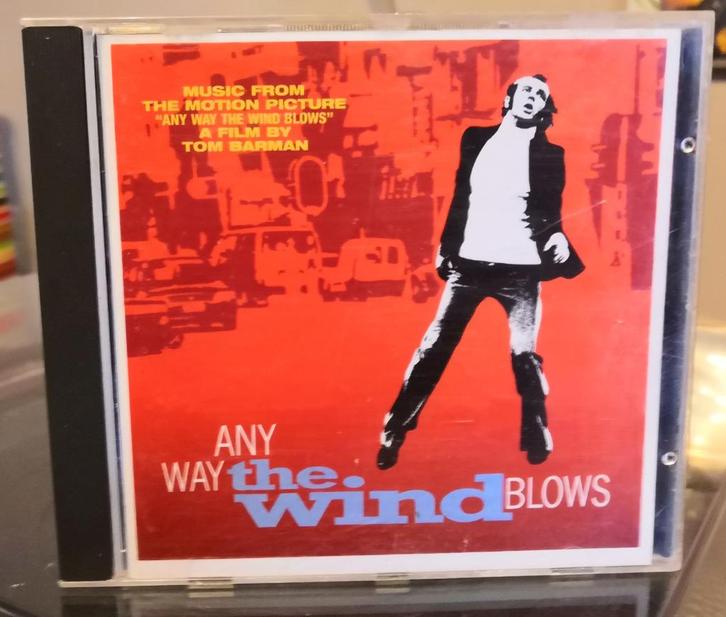 MUSIC FROM
THE MOTION PICTURE
"ANY WAY THE WIND BLOWS"
A FILM BY
TOM BARMAN
ANY
WAY the
wind BLOWS